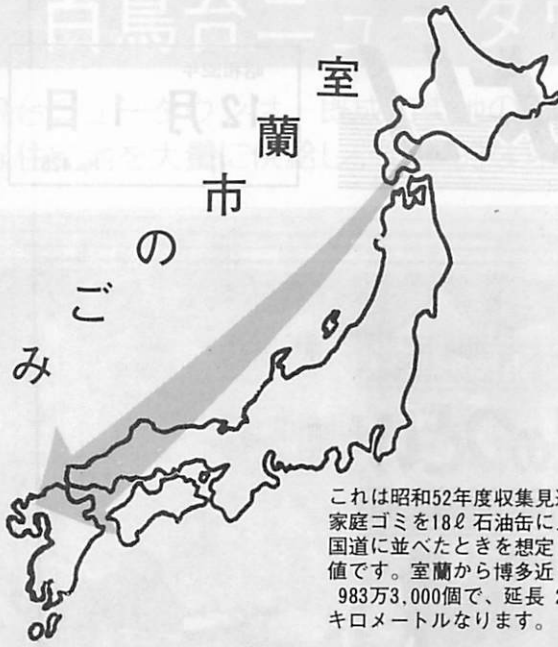 室蘭市のごみ
これは昭和52年度収集見
家庭ゴミを18ℓ石油缶に
国道に並べたときを想定
値です。室蘭から博多近
983万3,000個で、延長
キロメートルなります。